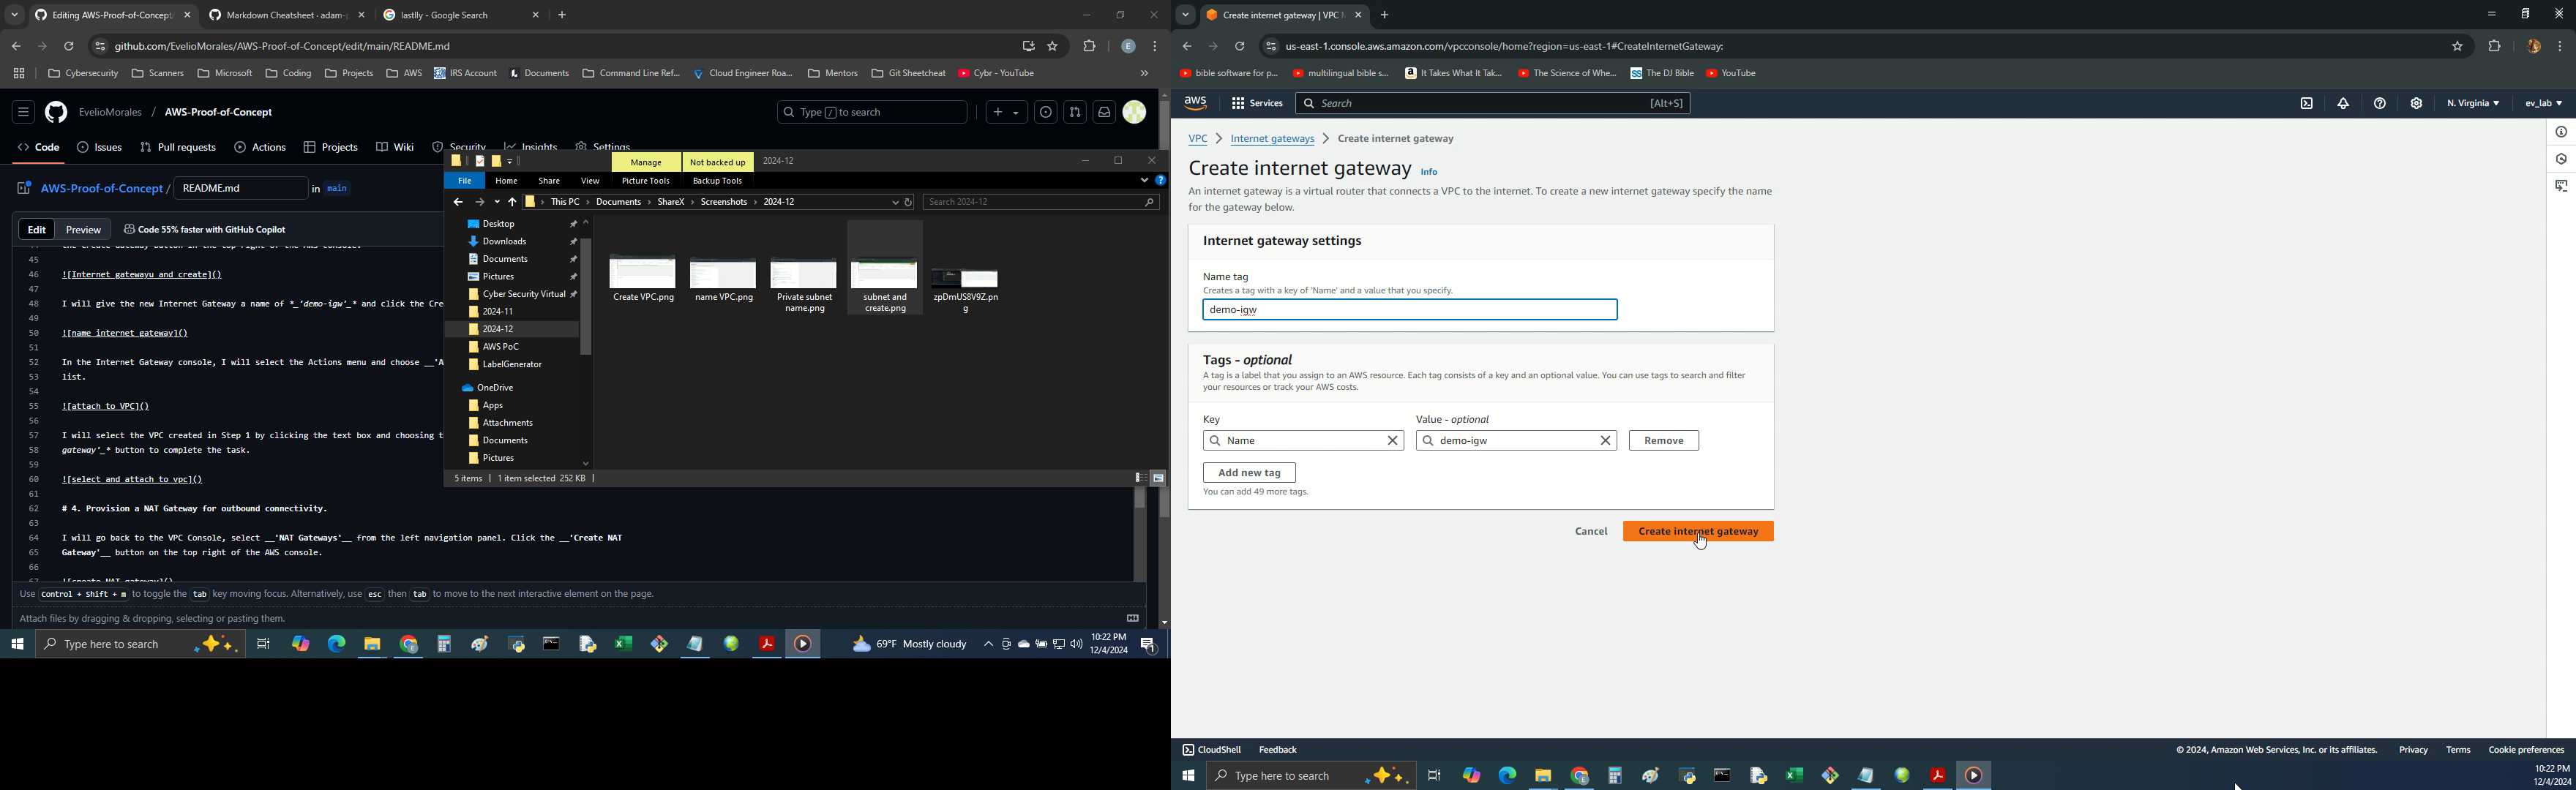 Editing AWS-Proof-of-Concept/
Markdown Cheatsheet · adam-p
lastlly - Google Search
github.com/EvelioMorales/AWS-Proof-of-Concept/edit/main/README.md
E
Cybersecurity
Scanners
Microsoft
Coding
Projects
AWS
IRS Account
Documents
Command Line Ref...
Cloud Engineer Roa...
Mentors
Git Sheetcheat
Cybr - YouTube
EvelioMorales / AWS-Proof-of-Concept
Type / to search
Code
Issues
Pull requests
Actions
Projects
Wiki
Security
Insights
Settings
AWS-Proof-of-Concept / README.md in main
Edit
Preview
Code 55% faster with GitHub Copilot
45
46 ![Internet gatewayu and create]()
47
48 I will give the new Internet Gateway a name of *_'demo-igw'_* and click the Cre
49
50 ![name internet gateway]()
51
52 In the Internet Gateway console, I will select the Actions menu and choose __'A
53 list.
54
55 ![attach to VPC]()
56
57 I will select the VPC created in Step 1 by clicking the text box and choosing t
58 gateway'_* button to complete the task.
59
60 ![select and attach to vpc]()
61
62 # 4. Provision a NAT Gateway for outbound connectivity.
63
64 I will go back to the VPC Console, select __'NAT Gateways'__ from the left navigation panel. Click the __'Create NAT
65 Gateway'__ button on the top right of the AWS console.
66
67 ![create NAT gateway]()
Use Control + Shift + m to toggle the tab key moving focus. Alternatively, use esc then tab to move to the next interactive element on the page.
Attach files by dragging & dropping, selecting or pasting them.
Manage
Not backed up
2024-12
File
Home
Share
View
Picture Tools
Backup Tools
This PC
Documents
ShareX
Screenshots
2024-12
Search 2024-12
Desktop
Downloads
Documents
Pictures
Cyber Security Virtual
2024-11
2024-12
AWS PoC
LabelGenerator
OneDrive
Apps
Attachments
Documents
Pictures
Create VPC.png
name VPC.png
Private subnet name.png
subnet and create.png
zpDmUS8V9Z.png
5 items
1 item selected 252 KB
Type here to search
69°F Mostly cloudy
10:22 PM
12/4/2024
1
Create internet gateway | VPC M
us-east-1.console.aws.amazon.com/vpcconsole/home?region=us-east-1#CreateInternetGateway:
bible software for p...
multilingual bible s...
It Takes What It Tak...
The Science of Whe...
The DJ Bible
YouTube
aws
Services
Search
[Alt+S]
N. Virginia
ev_lab
VPC
Internet gateways
Create internet gateway
Create internet gateway Info
An internet gateway is a virtual router that connects a VPC to the internet. To create a new internet gateway specify the name
for the gateway below.
Internet gateway settings
Name tag
Creates a tag with a key of 'Name' and a value that you specify.
demo-igw
Tags - optional
A tag is a label that you assign to an AWS resource. Each tag consists of a key and an optional value. You can use tags to search and filter
your resources or track your AWS costs.
Key
Value - optional
Name
demo-igw
Remove
Add new tag
You can add 49 more tags.
Cancel
Create internet gateway
CloudShell
Feedback
© 2024, Amazon Web Services, Inc. or its affiliates.
Privacy
Terms
Cookie preferences
Type here to search
10:22 PM
12/4/2024